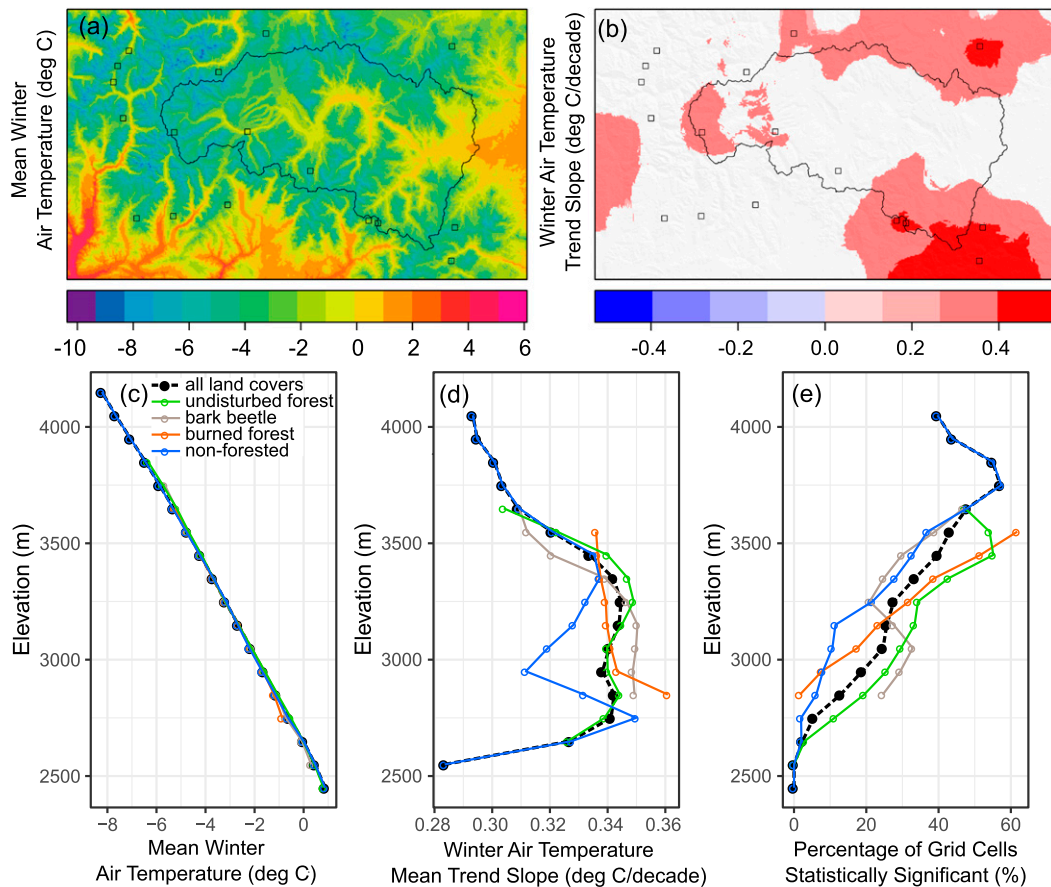 (a)
Mean Winter
Air Temperature (deg C)
-10 -8 -6 -4 -2 0 2 4 6
(b)
Winter Air Temperature
Trend Slope (deg C/decade)
-0.4 -0.2 0.0 0.2 0.4
(c)
all land covers
undisturbed forest
bark beetle
burned forest
non-forested
Elevation (m)
4000
3500
3000
2500
−8 −6 −4 −2 0
Mean Winter
Air Temperature (deg C)
(d)
Elevation (m)
4000
3500
3000
2500
0.28 0.30 0.32 0.34 0.36
Winter Air Temperature
Mean Trend Slope (deg C/decade)
(e)
Elevation (m)
4000
3500
3000
2500
0 20 40 60
Percentage of Grid Cells
Statistically Significant (%)